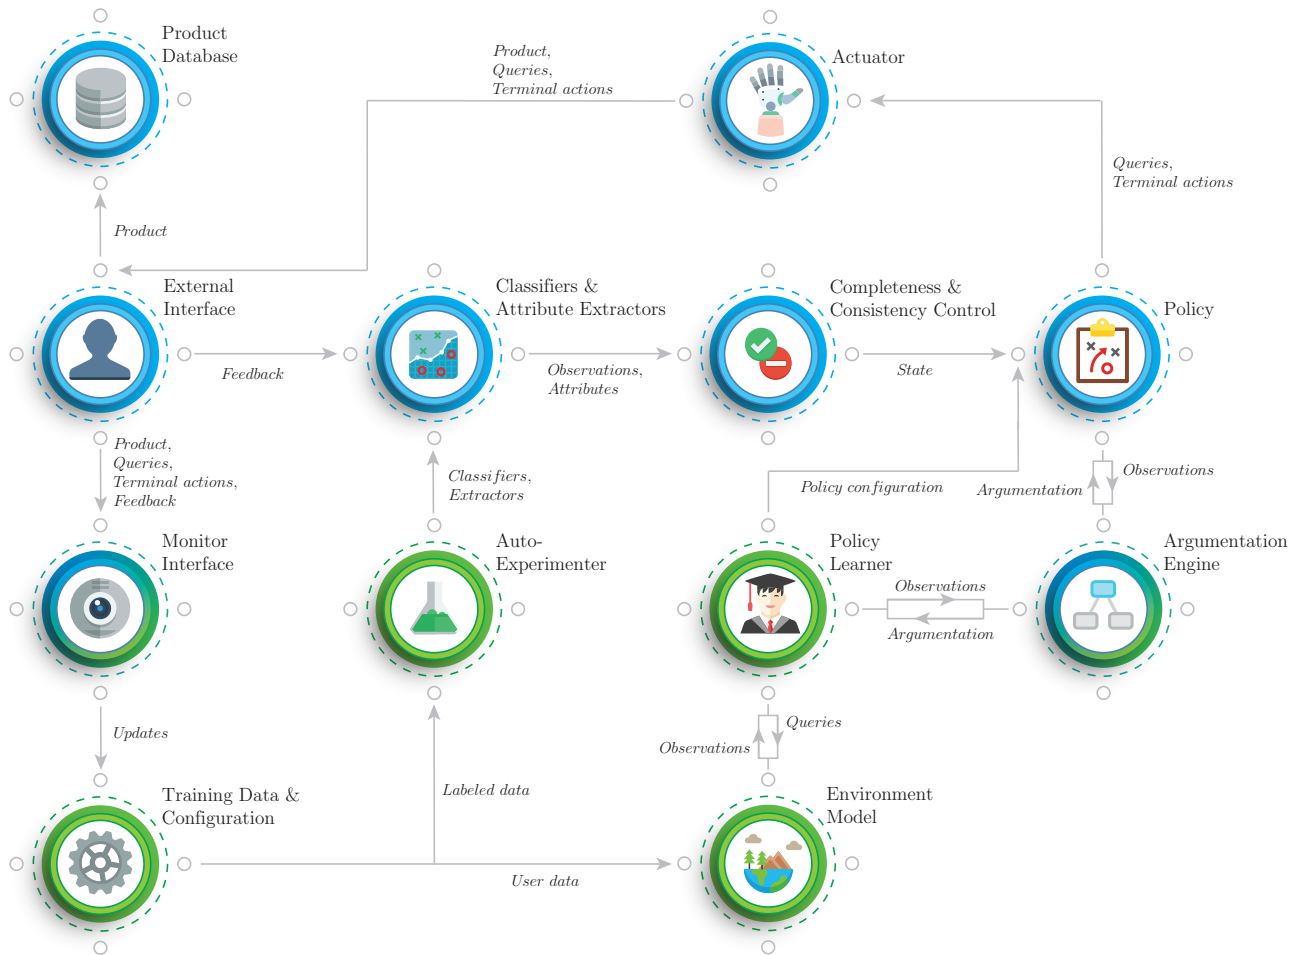 Product
Database
Product,
Queries,
Terminal actions
Actuator
Queries,
Terminal actions
Product
External
Interface
Classifiers &
Attribute Extractors
Completeness &
Consistency Control
Policy
Feedback
Observations,
Attributes
State
Product,
Queries,
Terminal actions,
Feedback
Classifiers,
Extractors
Policy configuration
Argumentation
Observations
Monitor
Interface
Auto-
Experimenter
Policy
Learner
Observations
Argumentation
Argumentation
Engine
Updates
Observations
Queries
Training Data &
Configuration
Labeled data
User data
Environment
Model